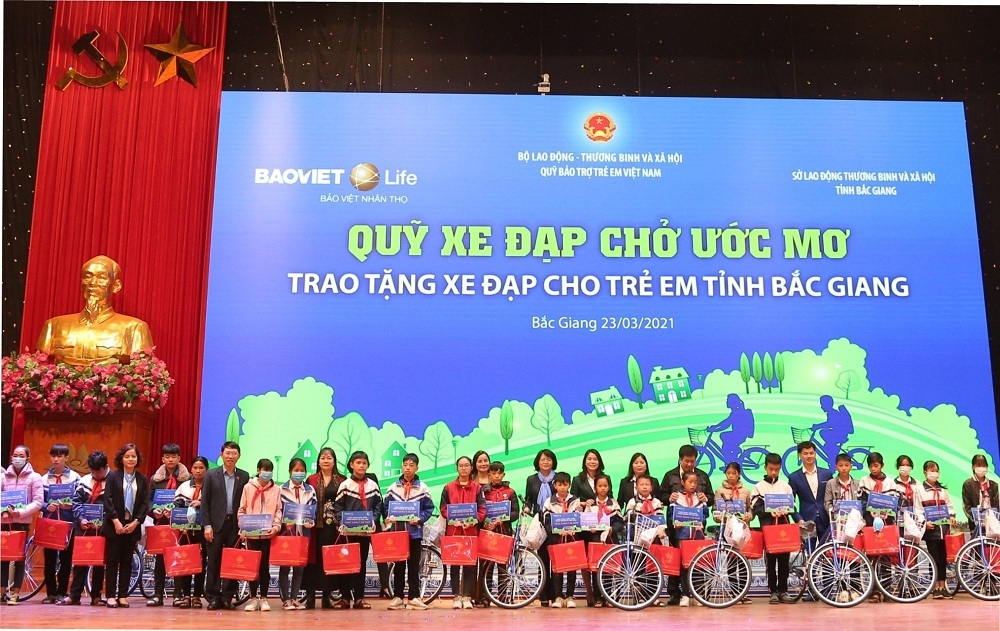 BAOVIET Life
BẢO VIỆT NHÂN THỌ
BỘ LAO ĐỘNG - THƯƠNG BINH VÀ XÃ HỘI
QUỸ BẢO TRỢ TRẺ EM VIỆT NAM
SỞ LAO ĐỘNG THƯƠNG BINH VÀ XÃ HỘI
TỈNH BẮC GIANG
QUỸ XE ĐẠP CHỞ ƯỚC MƠ
TRAO TẶNG XE ĐẠP CHO TRẺ EM TỈNH BẮC GIANG
Bắc Giang 23/03/2021